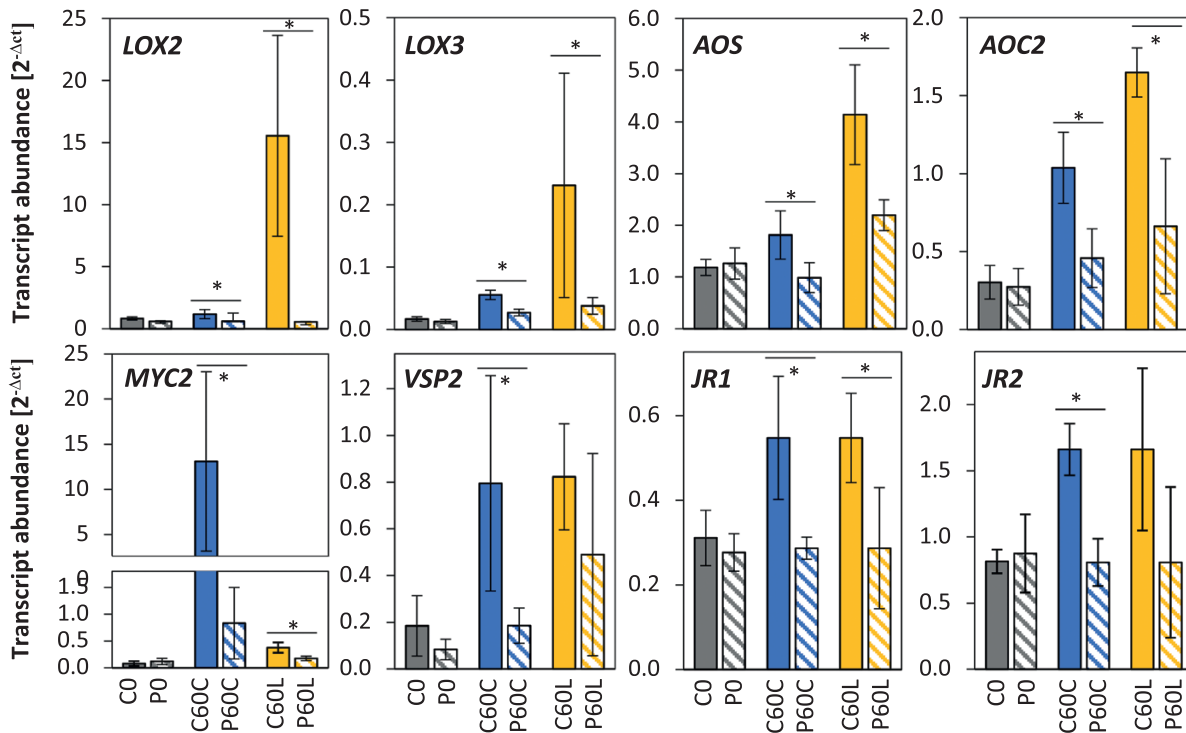 Transcript abundance [2-Δct]
25
20
15
10
5
0
LOX2
*
*
0.5
0.4
0.3
0.2
0.1
0.0
LOX3
*
*
6.0
5.0
4.0
3.0
2.0
1.0
0.0
AOS
*
*
2.0
1.5
1.0
0.5
0.0
AOC2
*
*
Transcript abundance [2-Δct]
25
20
15
10
5
0
1.5
1.0
0.5
0.0
MYC2
*
*
C0
P0
C60C
P60C
C60L
P60L
1.2
1.0
0.8
0.6
0.4
0.2
0.0
VSP2
*
C0
P0
C60C
P60C
C60L
P60L
0.6
0.4
0.2
0.0
JR1
*
*
C0
P0
C60C
P60C
C60L
P60L
2.0
1.5
1.0
0.5
0.0
JR2
*
C0
P0
C60C
P60C
C60L
P60L